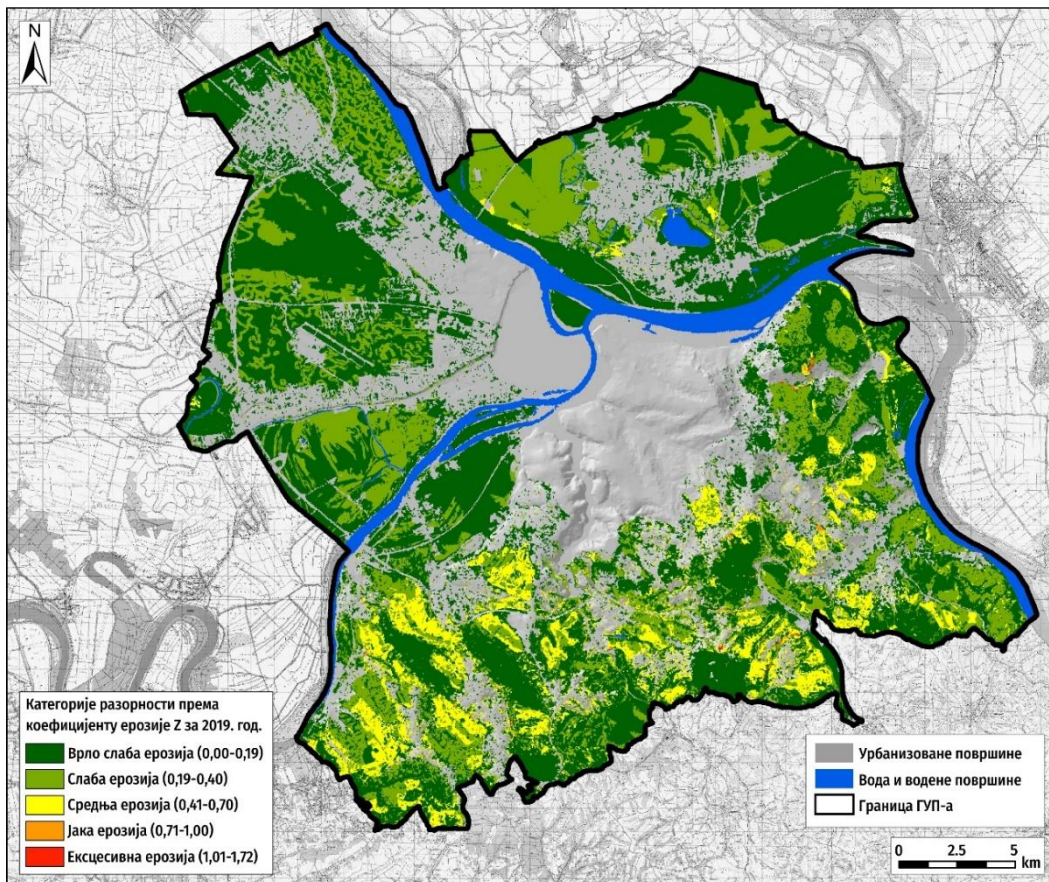 N
Категорије разорности према
коефицијенту ерозије Z за 2019. год.
Врло слаба ерозија (0,00-0,19)
Слаба ерозија (0,19-0,40)
Средња ерозија (0,41-0,70)
Јака ерозија (0,71-1,00)
Ексцесивна ерозија (1,01-1,72)
Урбанизоване површине
Вода и водене површине
Граница ГУП-а
0 2.5 5
km